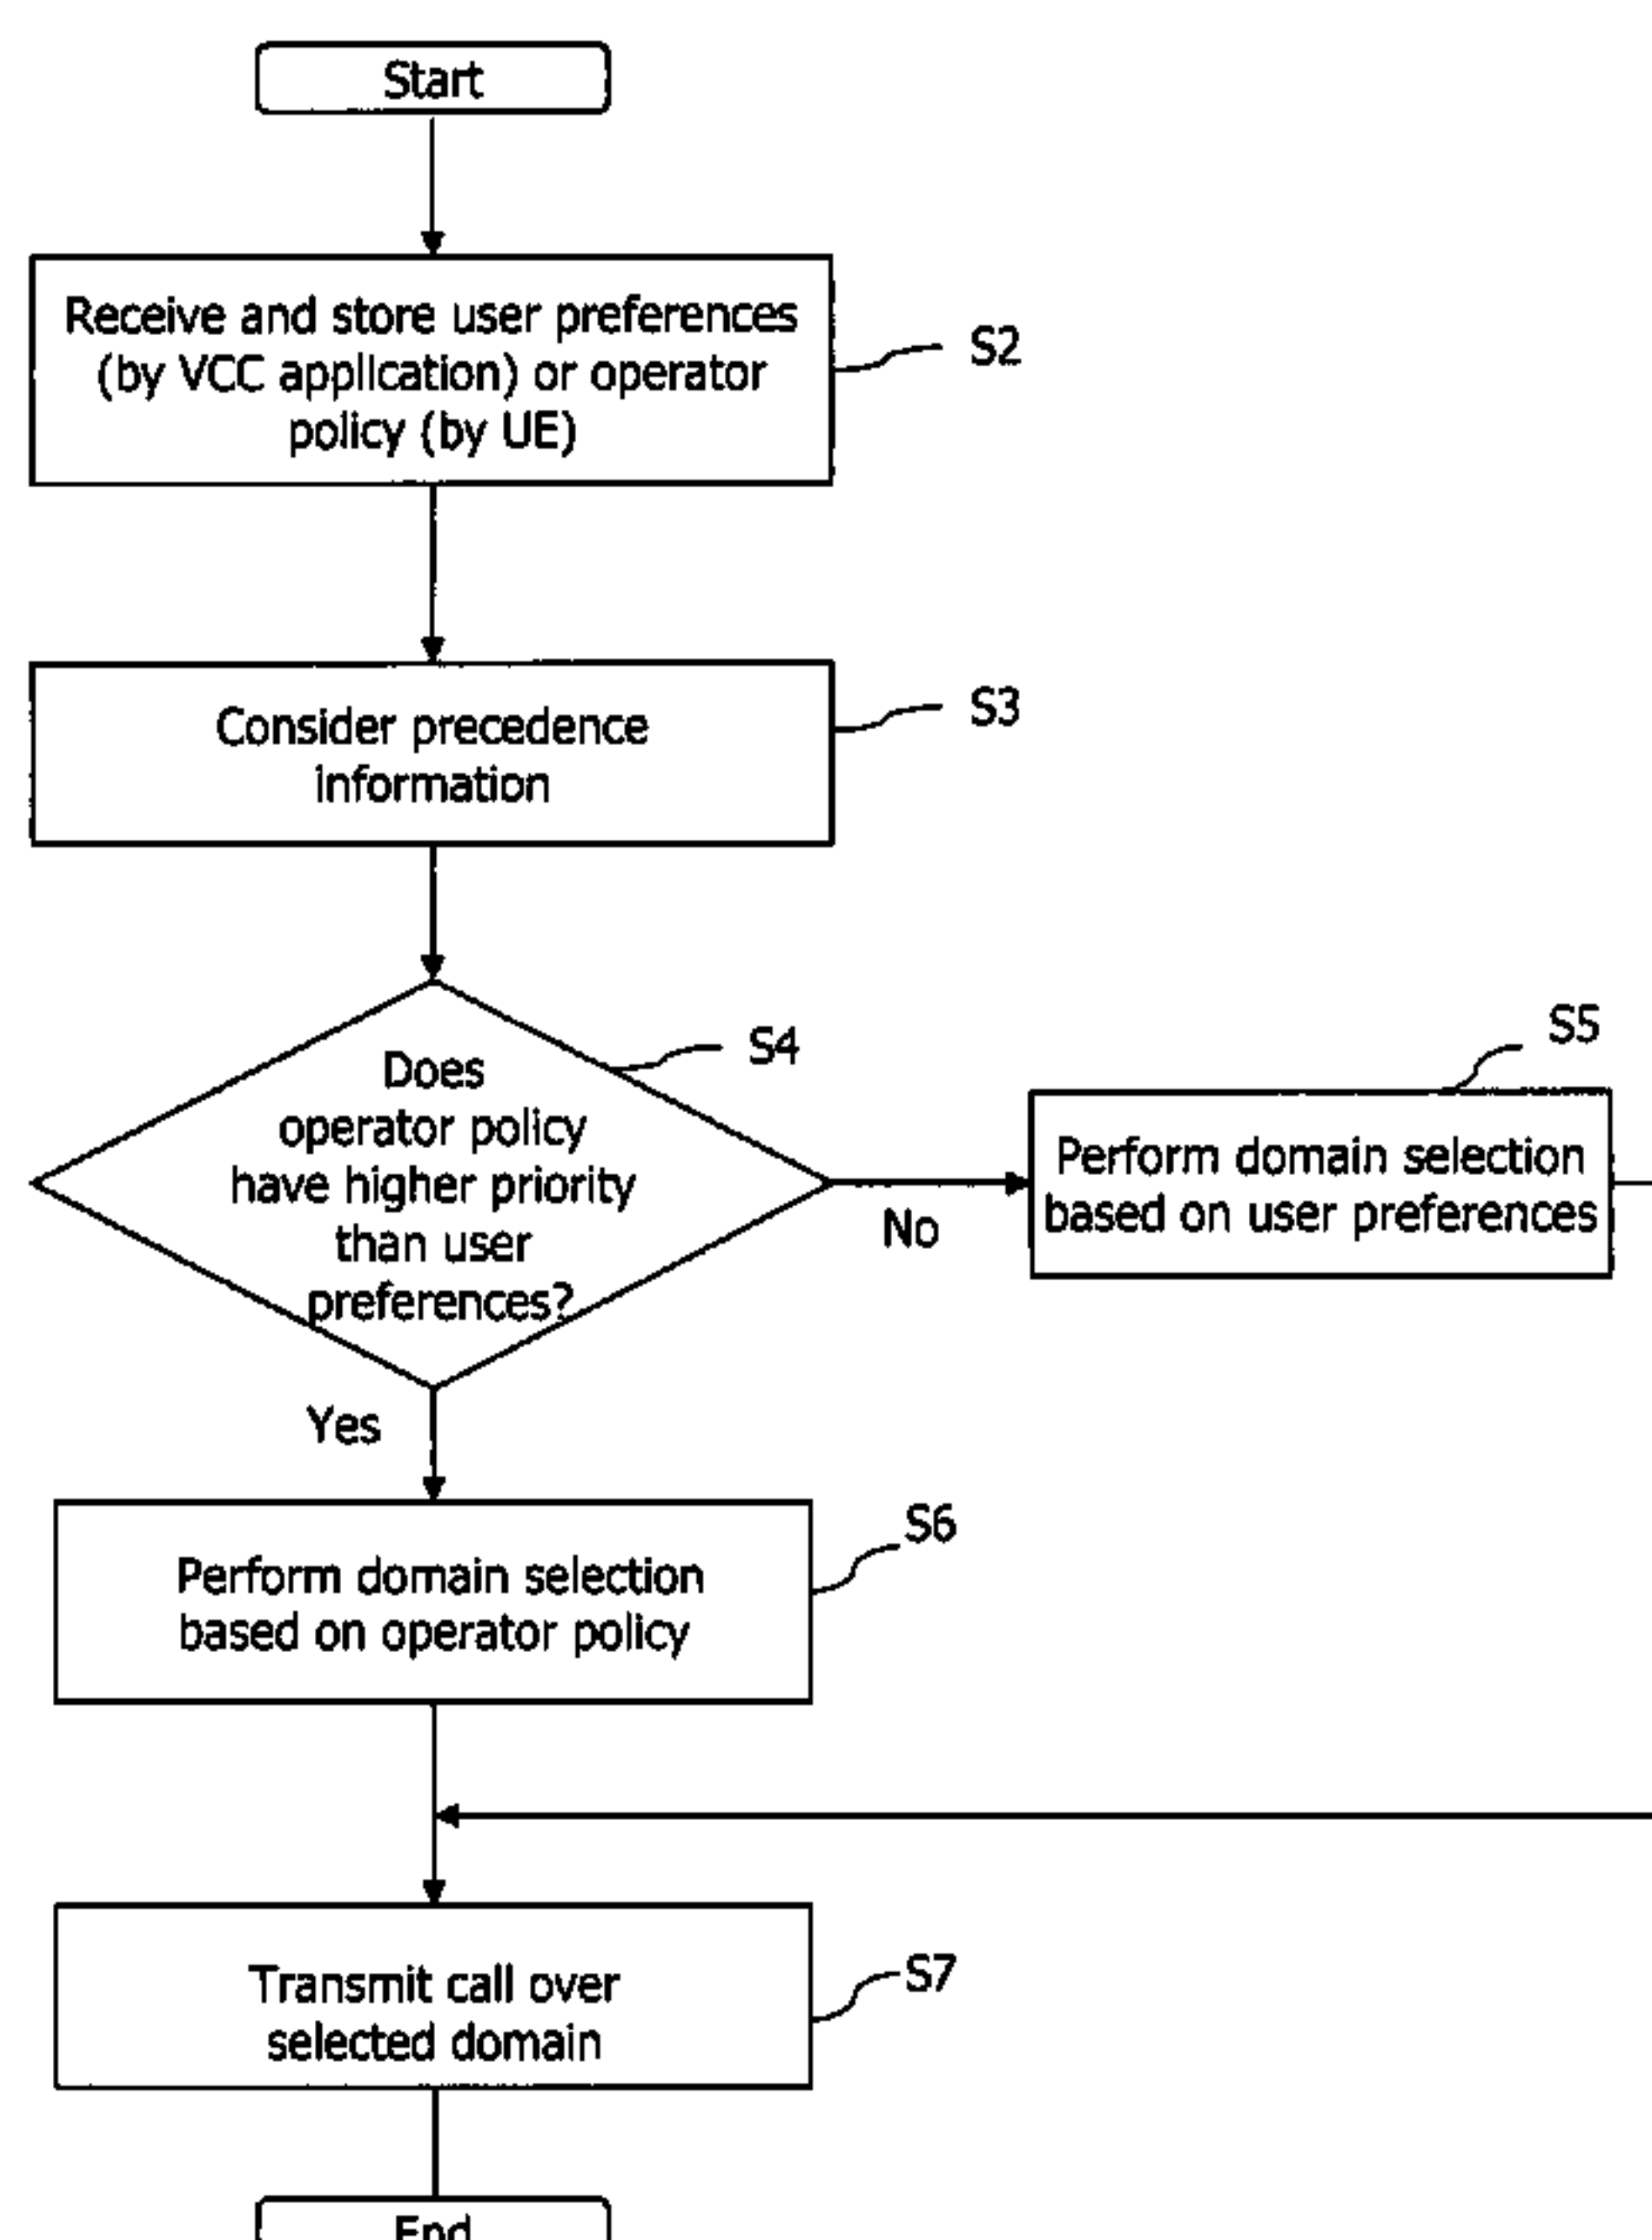 Start
Receive and store user preferences
(by VCC application) or operator
policy (by UE)
S2
Consider precedence
information
S3
Does
operator policy
have higher priority
than user
preferences?
S4
No
S5
Perform domain selection
based on user preferences
Yes
Perform domain selection
based on operator policy
S6
Transmit call over
selected domain
S7
End